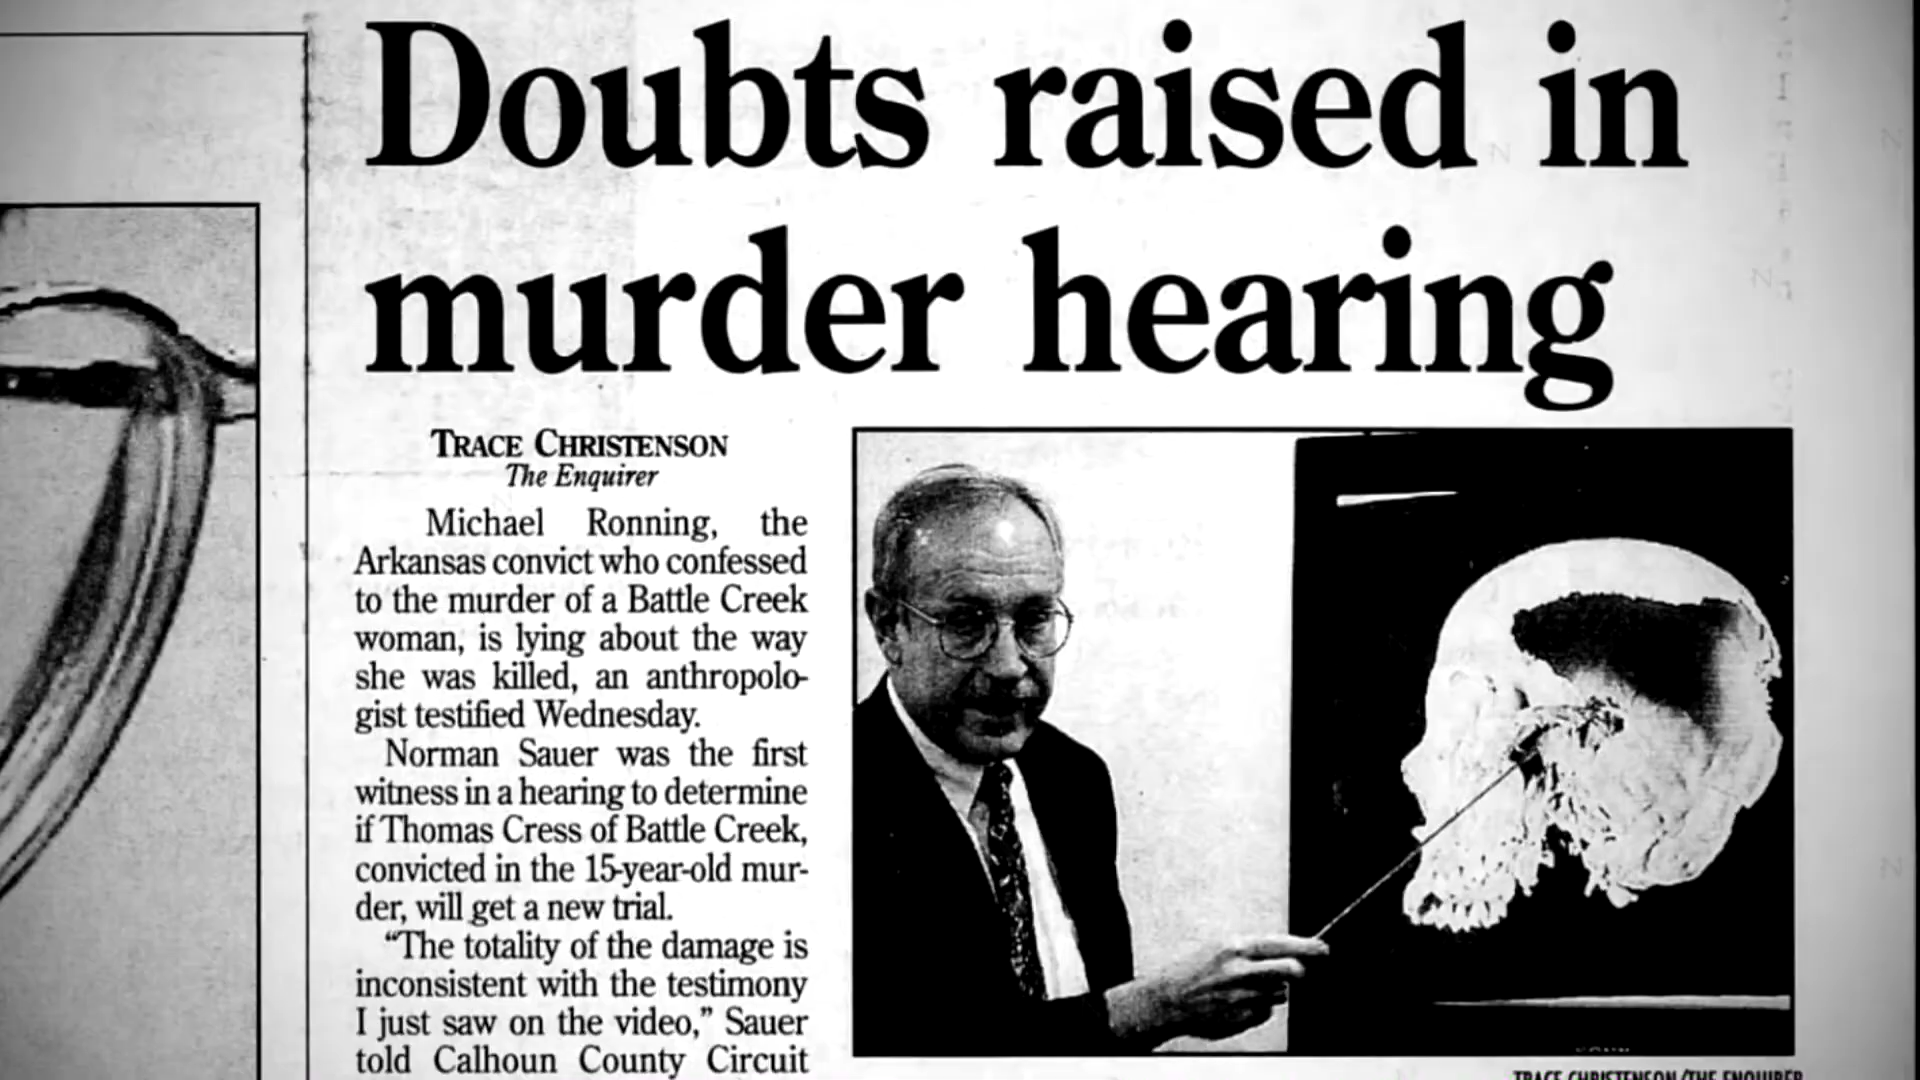 Doubts raised in
murder hearing
TRACE CHRISTENSON
The Enquirer
Michael Ronning, the
Arkansas convict who confessed
to the murder of a Battle Creek
woman, is lying about the way
she was killed, an anthropolo-
gist testified Wednesday.
Norman Sauer was the first
witness in a hearing to determine
if Thomas Cress of Battle Creek,
convicted in the 15-year-old mur-
der, will get a new trial.
“The totality of the damage is
inconsistent with the testimony
I just saw on the video,” Sauer
told Calhoun County Circuit
TRACE CHRISTENSON/THE ENQUIRER